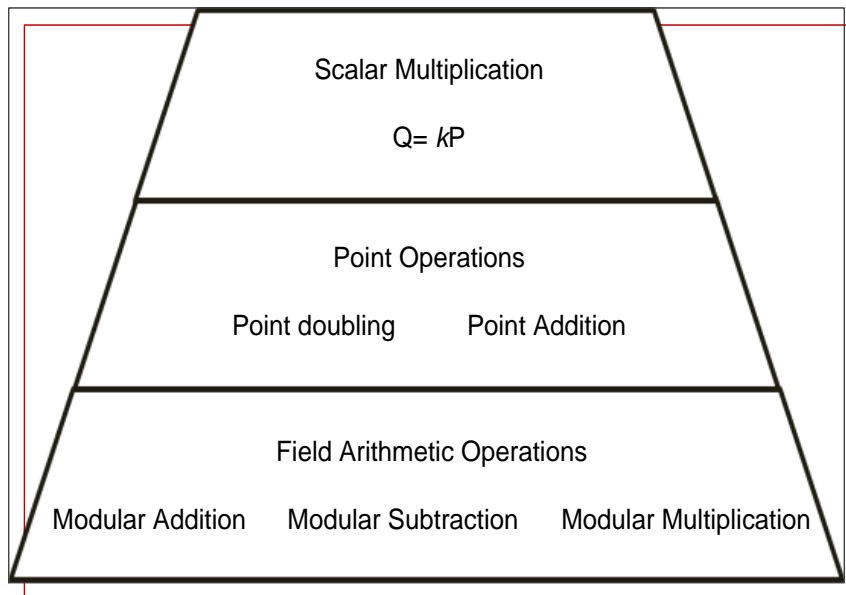 Scalar Multiplication
Q= kP
Point Operations
Point doubling Point Addition
Field Arithmetic Operations
Modular Addition Modular Subtraction Modular Multiplication